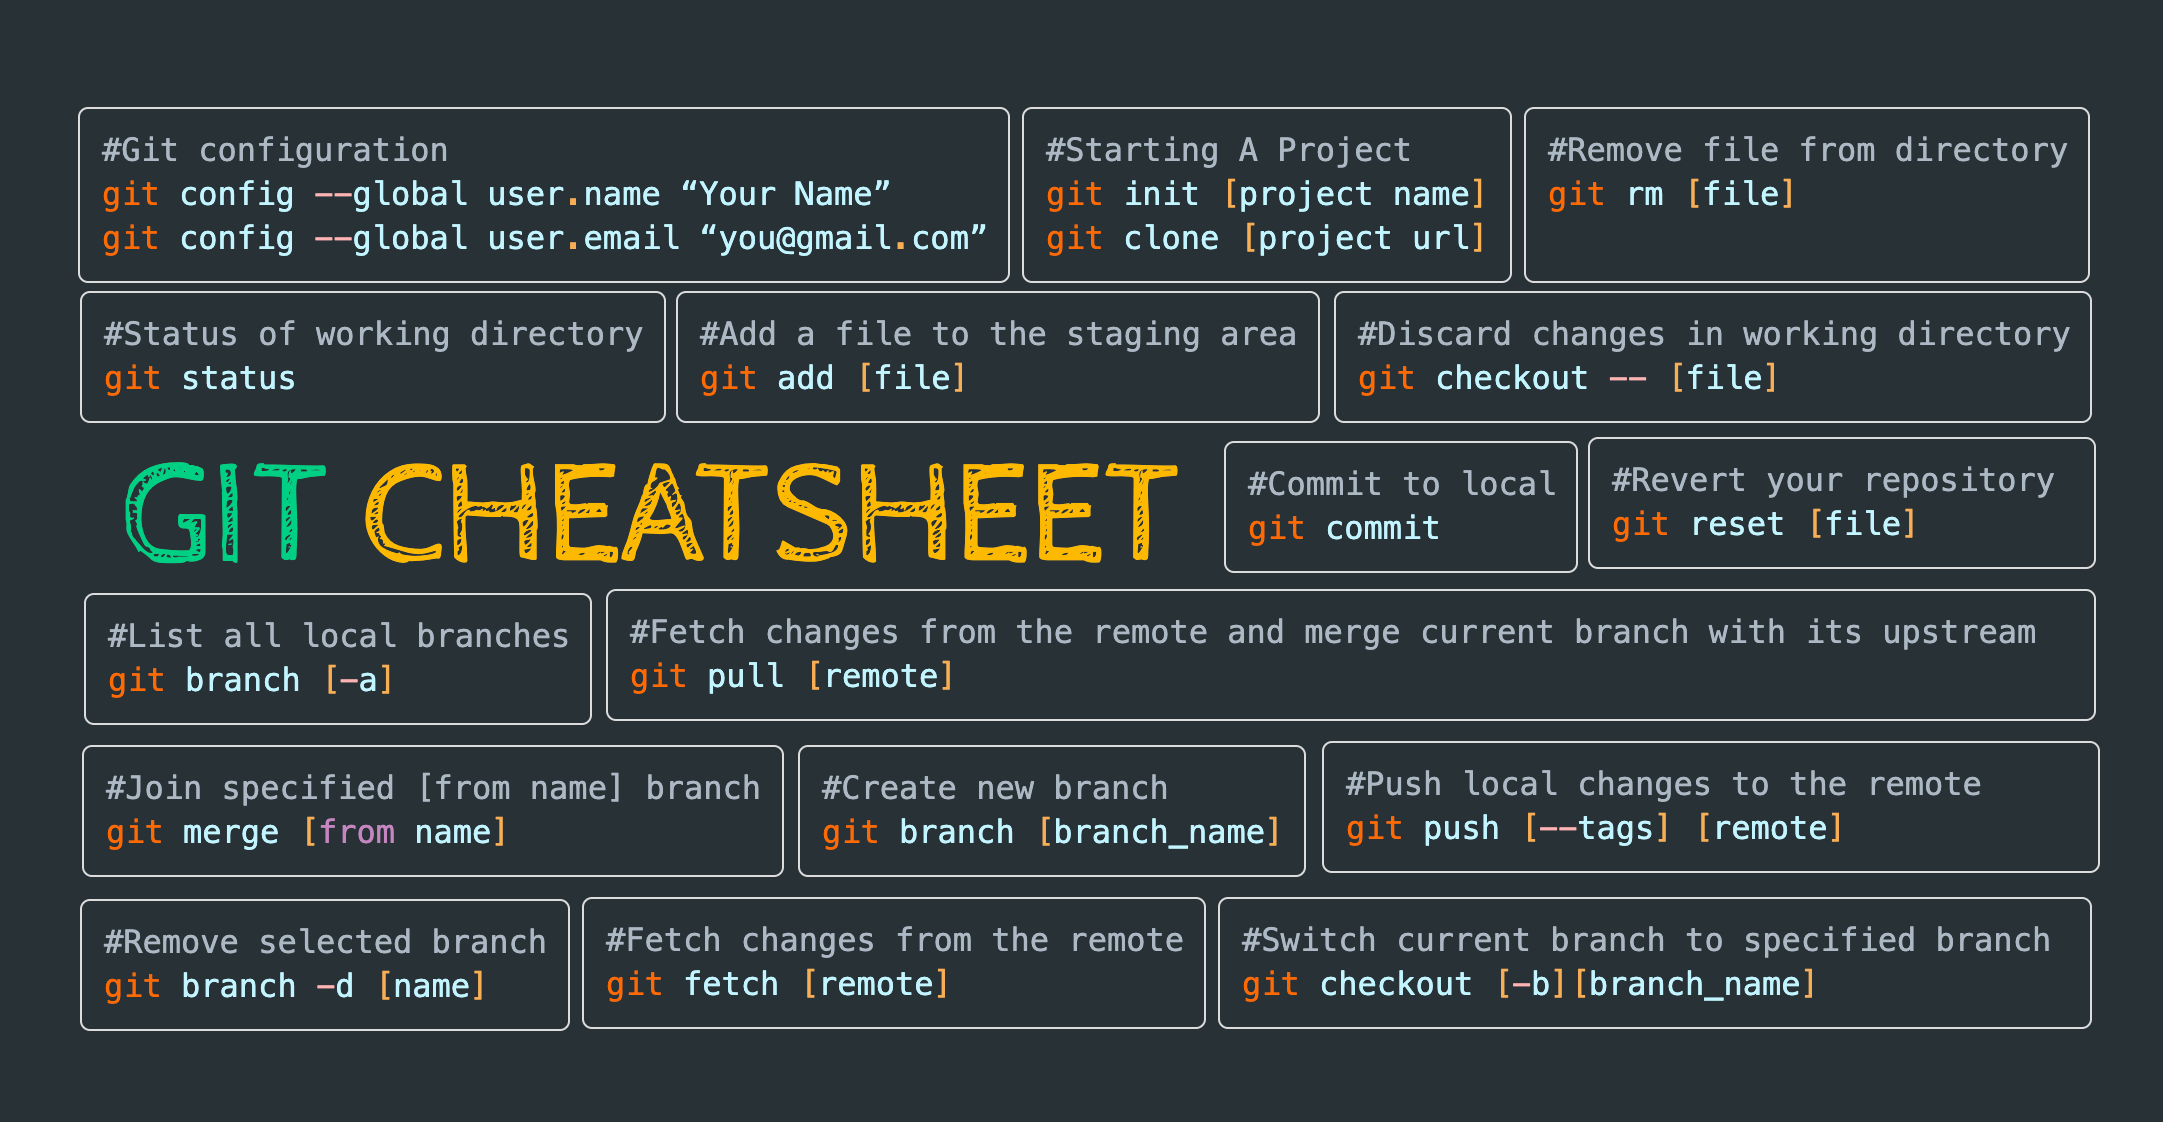 #Git configuration
git config --global user.name “Your Name”
git config --global user.email “you@gmail.com”
#Starting A Project
git init [project name]
git clone [project url]
#Remove file from directory
git rm [file]
#Status of working directory
git status
#Add a file to the staging area
git add [file]
#Discard changes in working directory
git checkout -- [file]
GIT CHEATSHEET
#Commit to local
git commit
#Revert your repository
git reset [file]
#List all local branches
git branch [-a]
#Fetch changes from the remote and merge current branch with its upstream
git pull [remote]
#Join specified [from name] branch
git merge [from name]
#Create new branch
git branch [branch_name]
#Push local changes to the remote
git push [--tags] [remote]
#Remove selected branch
git branch -d [name]
#Fetch changes from the remote
git fetch [remote]
#Switch current branch to specified branch
git checkout [-b][branch_name]